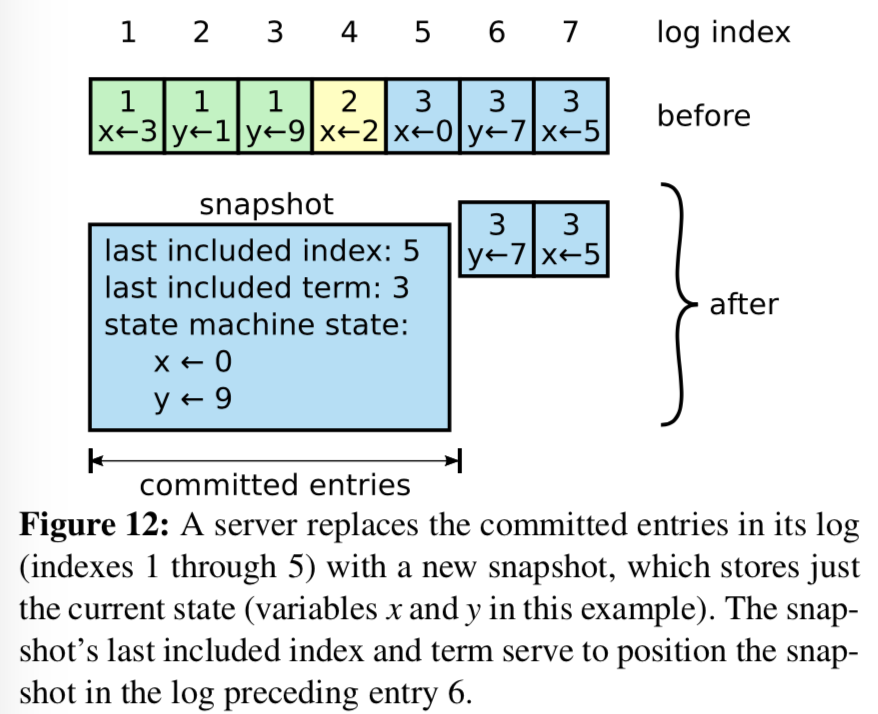 1 2 3 4 5 6 7 log index
1 1 1 2 3 3 3
x←3 y←1 y←9 x←2 x←0 y←7 x←5
before
snapshot
3 3
y←7 x←5
last included index: 5
last included term: 3
state machine state:
x ← 0
y ← 9
after
committed entries
Figure 12: A server replaces the committed entries in its log
(indexes 1 through 5) with a new snapshot, which stores just
the current state (variables x and y in this example). The snap-
shot’s last included index and term serve to position the snap-
shot in the log preceding entry 6.